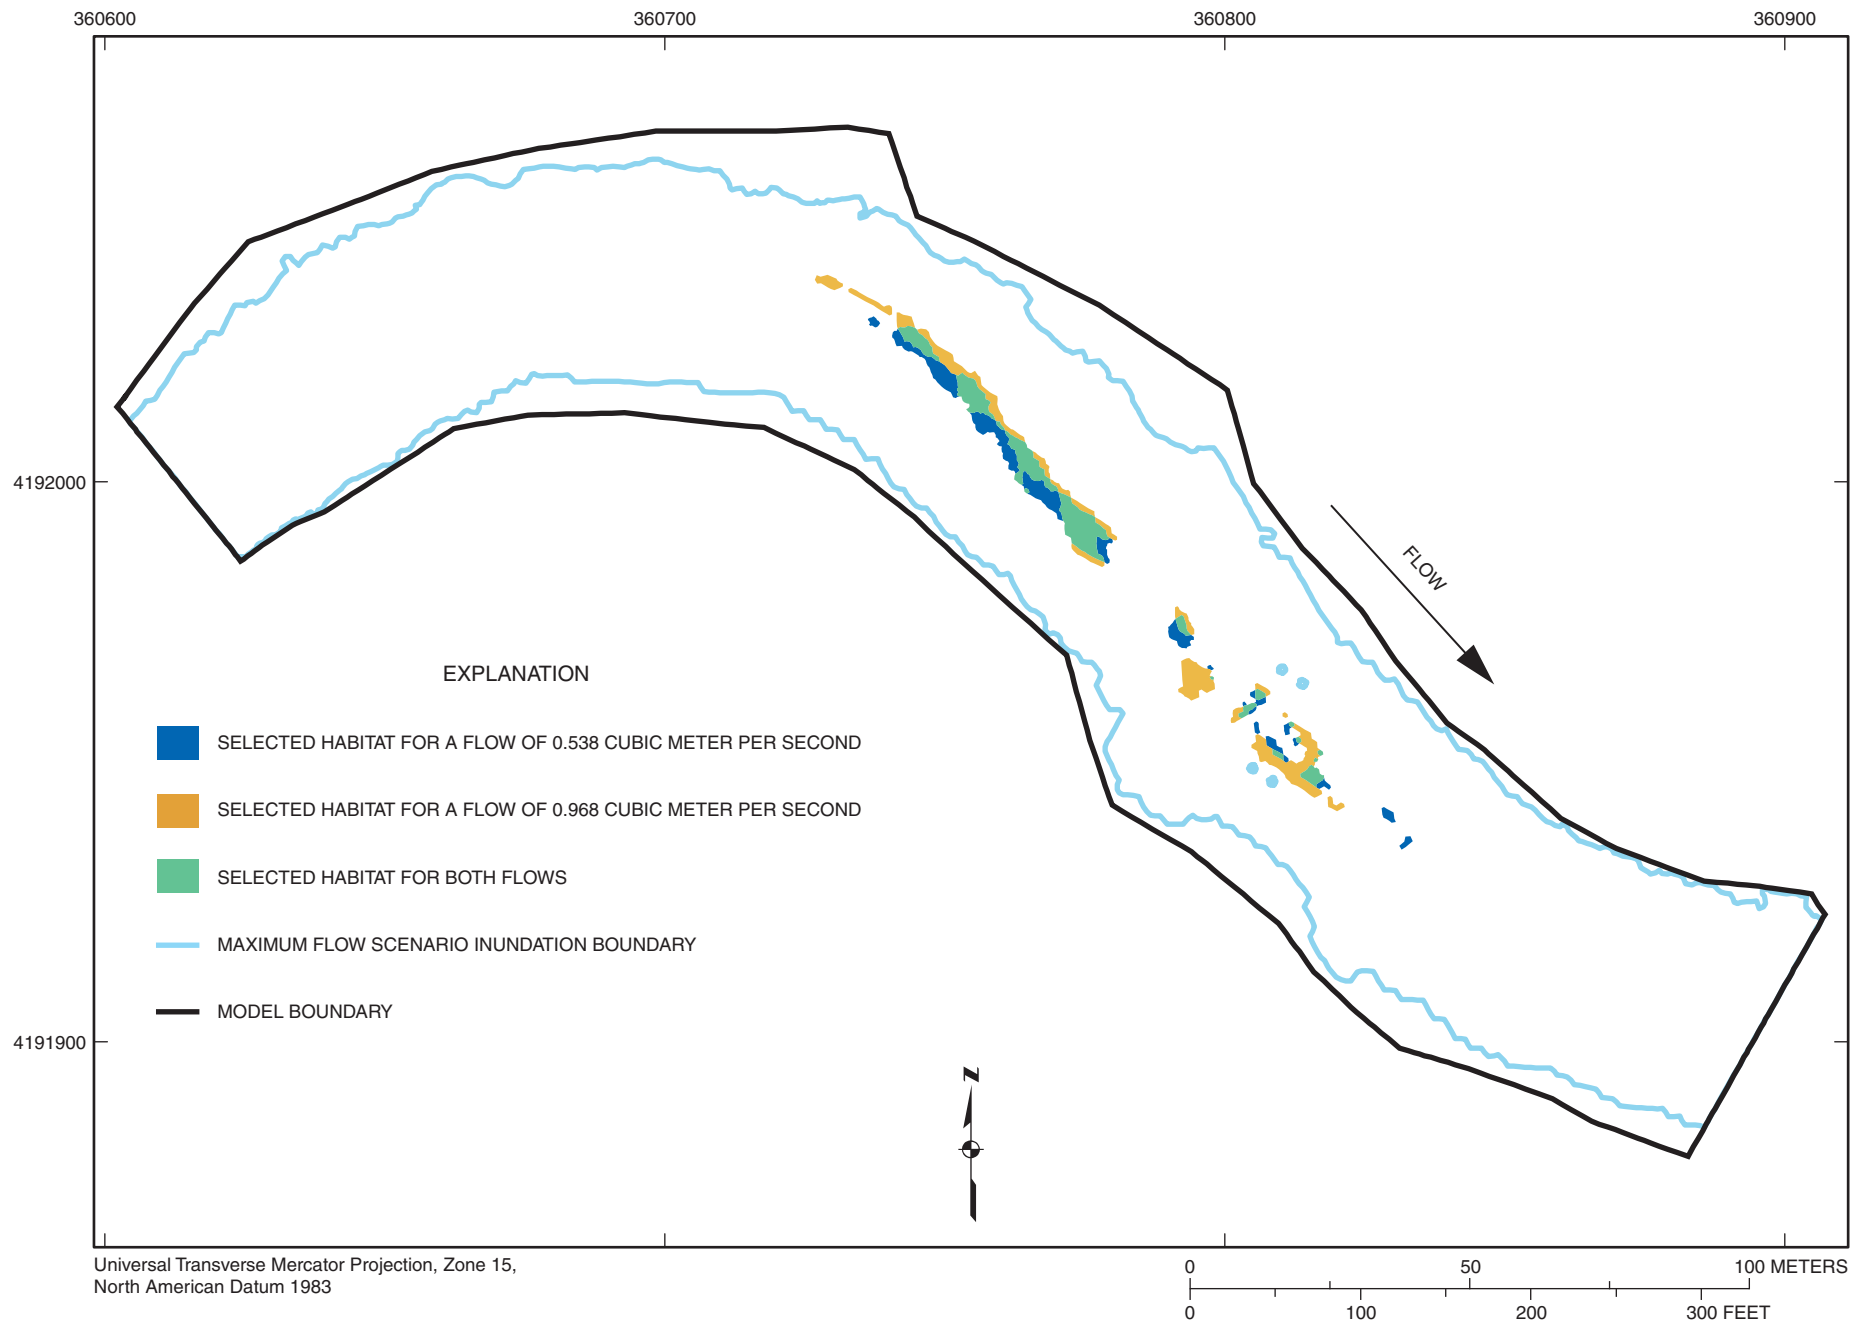 360600 360700 360800 360900
4192000
FLOW
EXPLANATION
SELECTED HABITAT FOR A FLOW OF 0.538 CUBIC METER PER SECOND
SELECTED HABITAT FOR A FLOW OF 0.968 CUBIC METER PER SECOND
SELECTED HABITAT FOR BOTH FLOWS
MAXIMUM FLOW SCENARIO INUNDATION BOUNDARY
MODEL BOUNDARY
4191900
N
Universal Transverse Mercator Projection, Zone 15,
North American Datum 1983
0 50 100 METERS
0 100 200 300 FEET